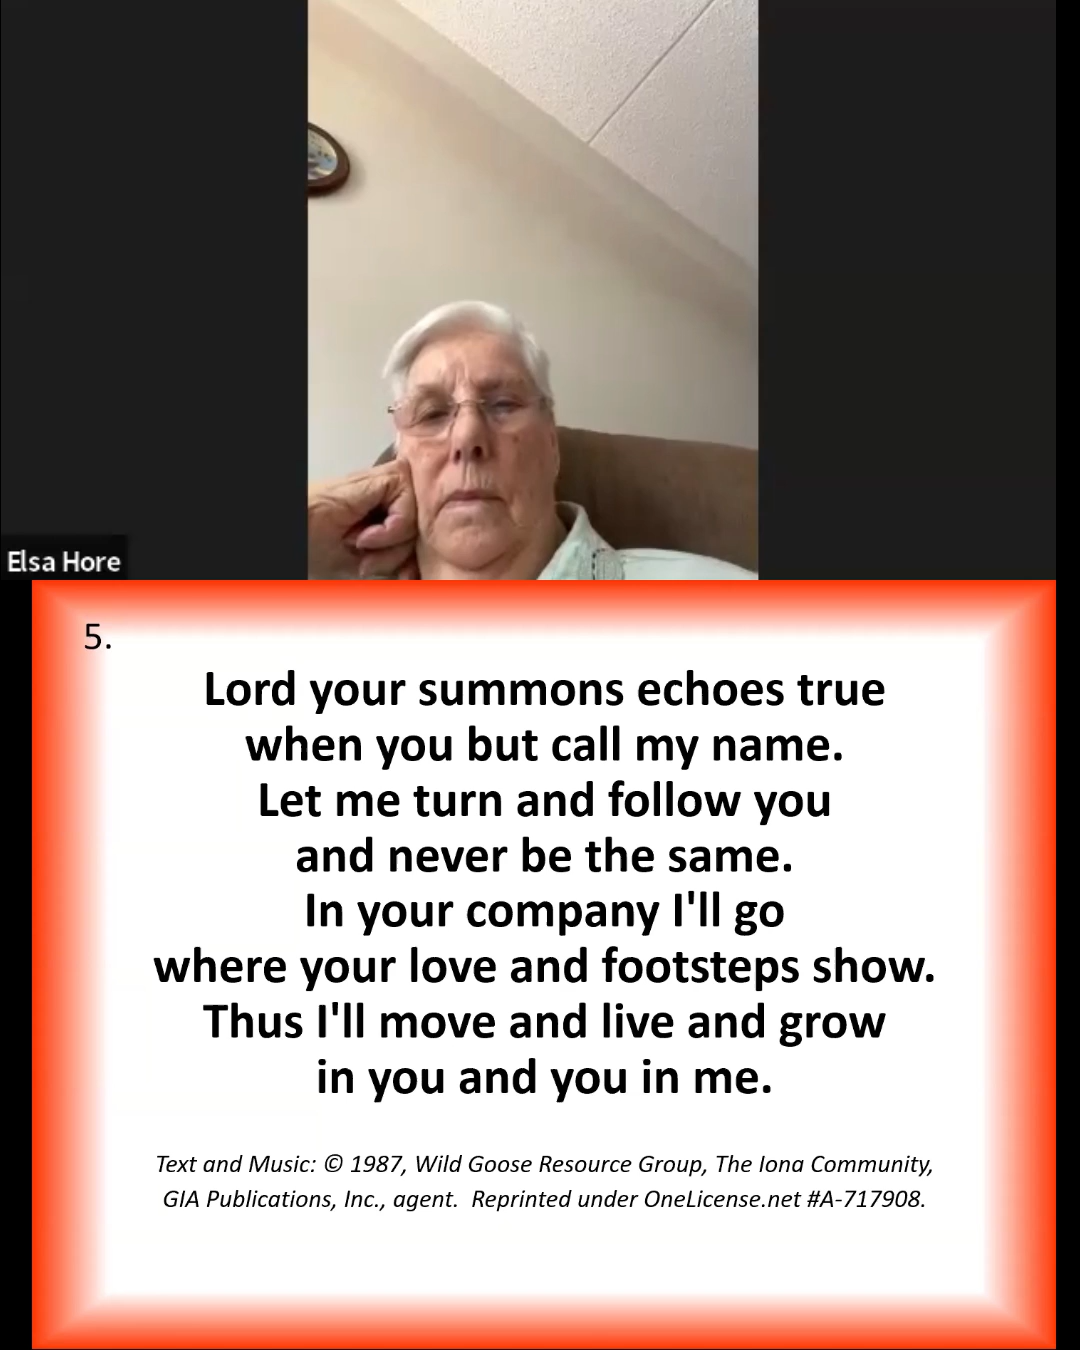 Elsa Hore
5.
Lord your summons echoes true
when you but call my name.
Let me turn and follow you
and never be the same.
In your company I'll go
where your love and footsteps show.
Thus I'll move and live and grow
in you and you in me.
Text and Music: © 1987, Wild Goose Resource Group, The Iona Community,
GIA Publications, Inc., agent.  Reprinted under OneLicense.net #A-717908.